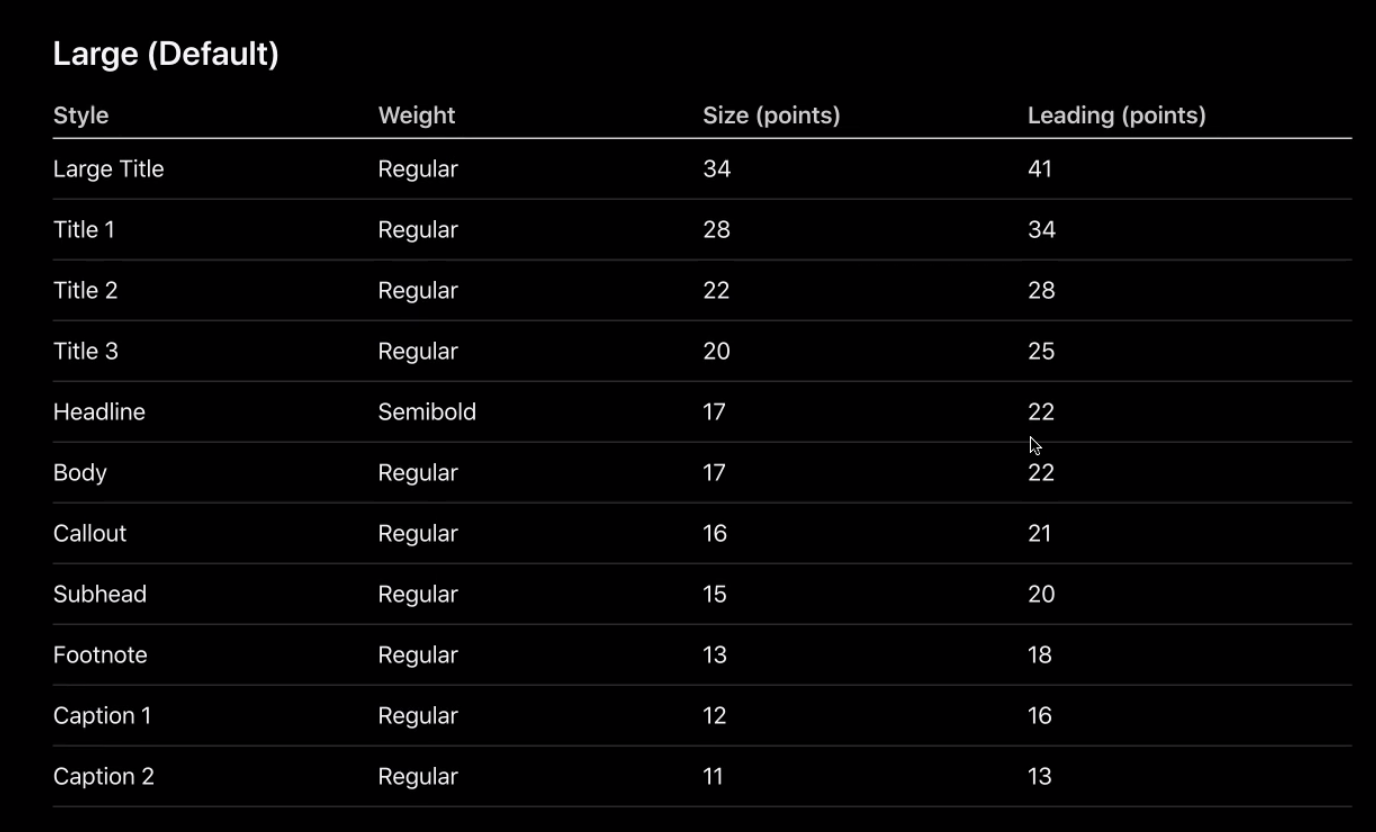 Large (Default)
Style Weight Size (points) Leading (points)
Large Title Regular 34 41
Title 1 Regular 28 34
Title 2 Regular 22 28
Title 3 Regular 20 25
Headline Semibold 17 22
Body Regular 17 22
Callout Regular 16 21
Subhead Regular 15 20
Footnote Regular 13 18
Caption 1 Regular 12 16
Caption 2 Regular 11 13